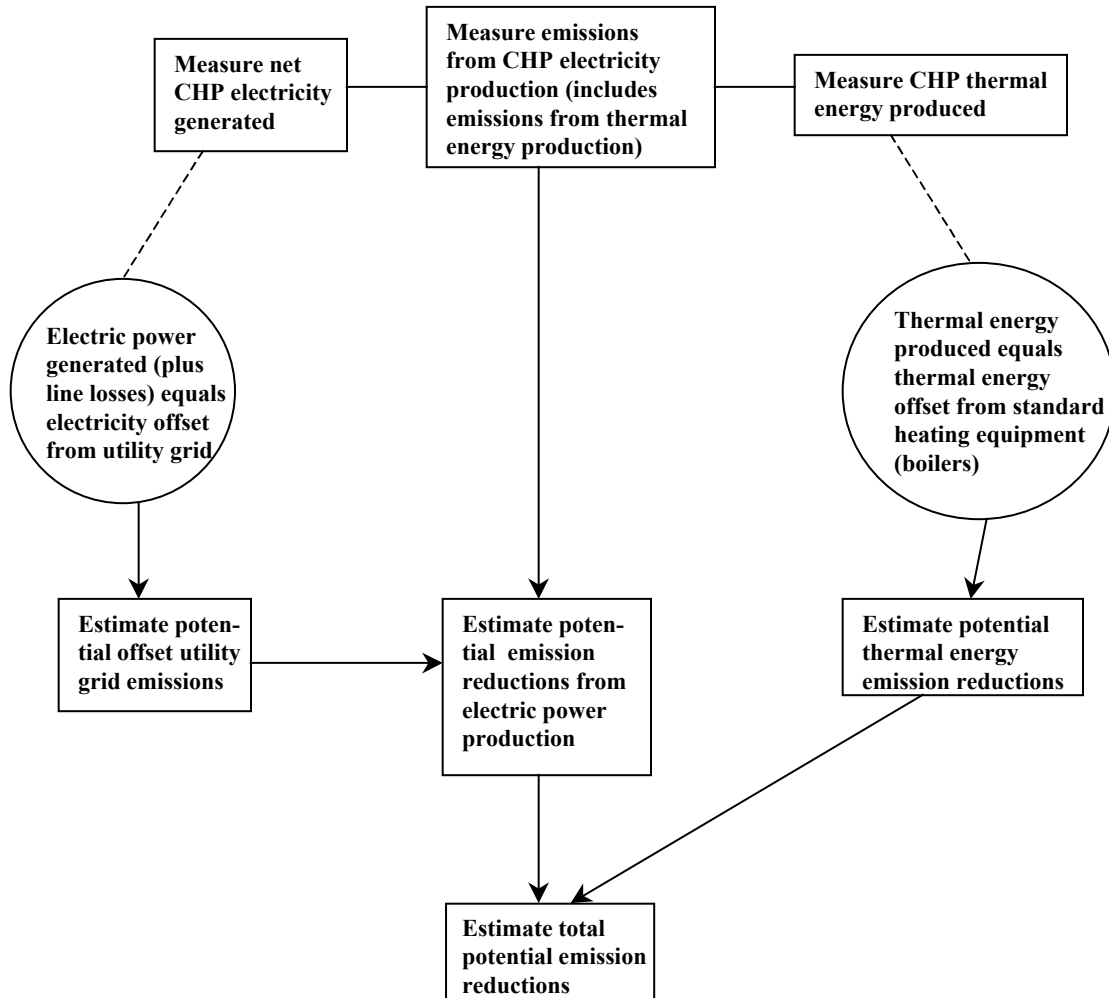 Measure net
CHP electricity
generated
Measure emissions
from CHP electricity
production (includes
emissions from thermal
energy production)
Measure CHP thermal
energy produced
Electric power
generated (plus
line losses) equals
electricity offset
from utility grid
Thermal energy
produced equals
thermal energy
offset from standard
heating equipment
(boilers)
Estimate poten-
tial offset utility
grid emissions
Estimate poten-
tial emission
reductions from
electric power
production
Estimate potential
thermal energy
emission reductions
Estimate total
potential emission
reductions